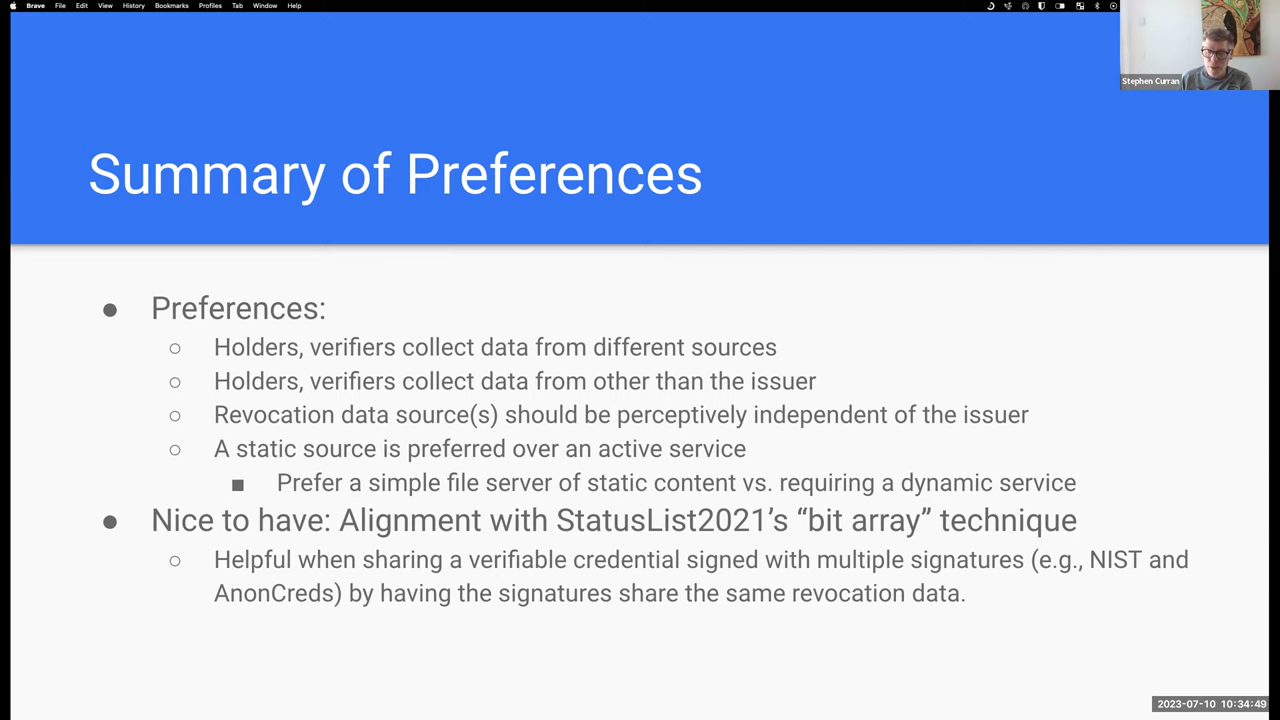 Brave File Edit View History Bookmarks Profiles Tab Window Help
Stephen Curran
Summary of Preferences
● Preferences:
○ Holders, verifiers collect data from different sources
○ Holders, verifiers collect data from other than the issuer
○ Revocation data source(s) should be perceptively independent of the issuer
○ A static source is preferred over an active service
■ Prefer a simple file server of static content vs. requiring a dynamic service
● Nice to have: Alignment with StatusList2021’s “bit array” technique
○ Helpful when sharing a verifiable credential signed with multiple signatures (e.g., NIST and
AnonCreds) by having the signatures share the same revocation data.
2023-07-10 10:34:49